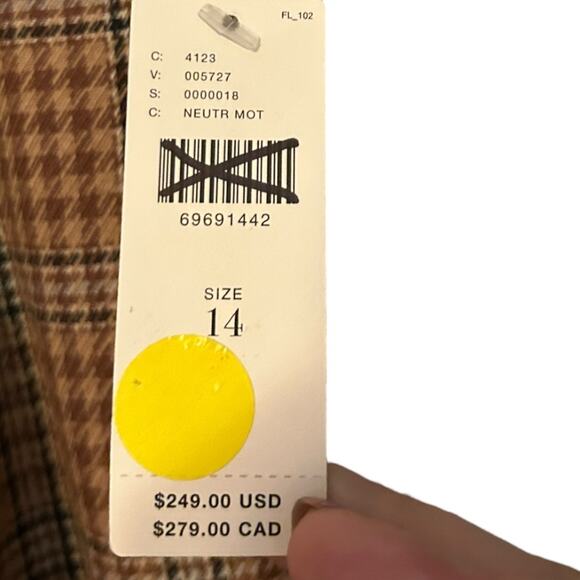 FL_102
C: 4123
V: 005727
S: 0000018
C: NEUTR MOT
69691442
SIZE
14
$249.00 USD
$279.00 CAD